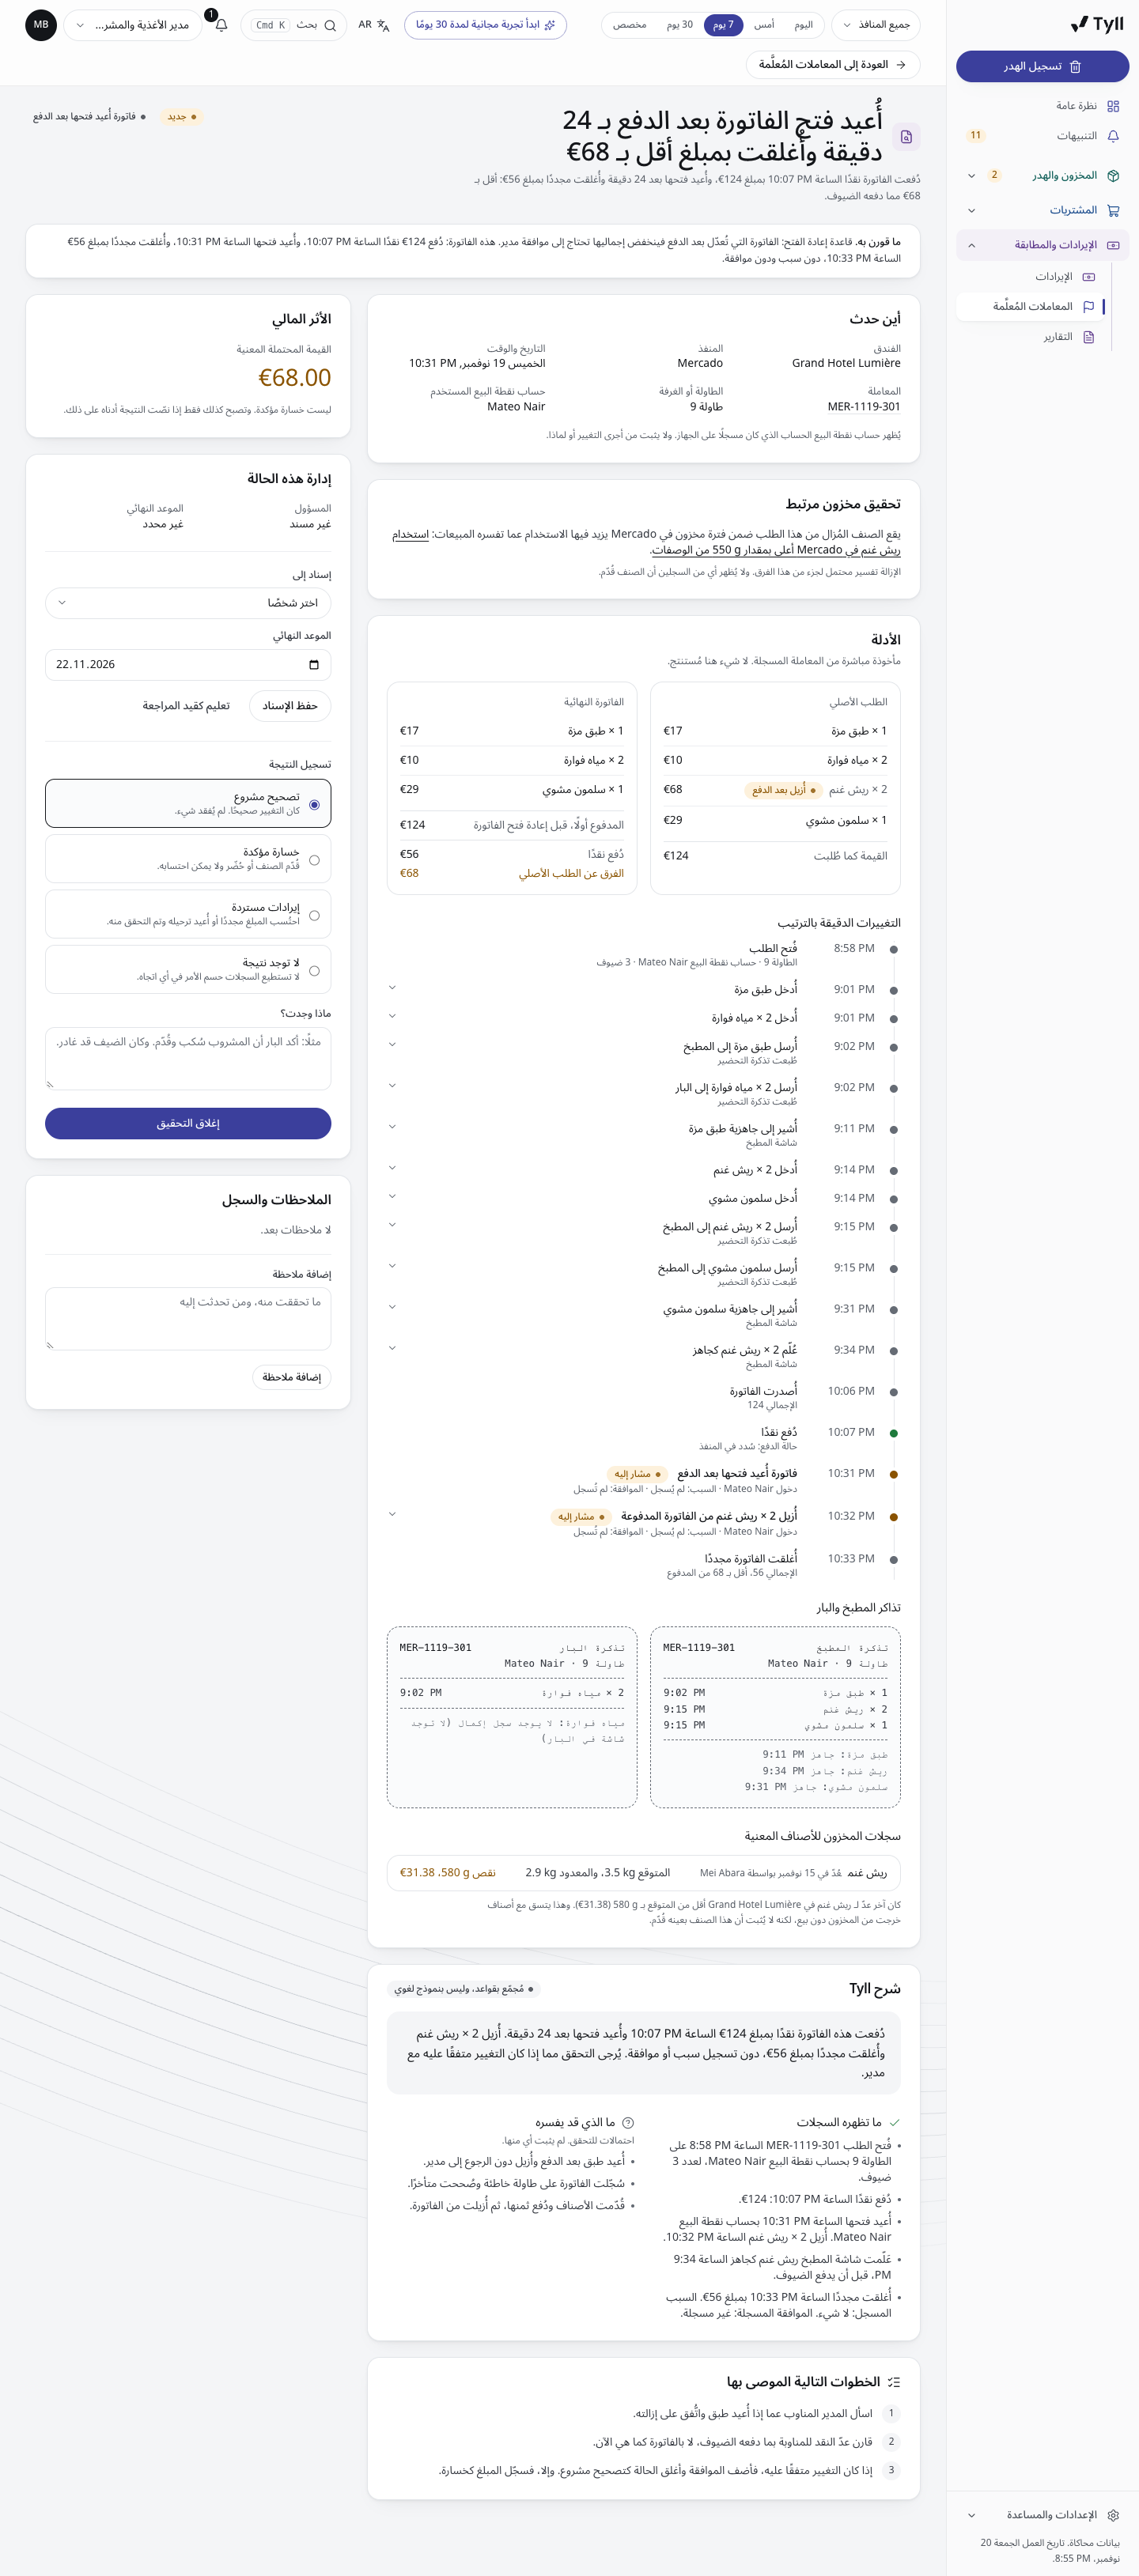 Tyll
تسجيل الهدر
نظرة عامة
التنبيهات 11
المخزون والهدر 2
المشتريات
الإيرادات والمطابقة
الإيرادات
المعاملات المُعلَّمة
التقارير
الإعدادات والمساعدة
بيانات محاكاة. تاريخ العمل الجمعة 20
نوفمبر، 8:55 PM.
جميع المنافذ
اليوم
أمس
7 يوم
30 يوم
مخصص
ابدأ تجربة مجانية لمدة 30 يومًا
AR
بحث Cmd K
1
مدير الأغذية والمشر...
MB
العودة إلى المعاملات المُعلَّمة
أُعيد فتح الفاتورة بعد الدفع بـ 24
دقيقة وأُغلقت بمبلغ أقل بـ €68
جديد
فاتورة أُعيد فتحها بعد الدفع
دُفعت الفاتورة نقدًا الساعة 10:07 PM بمبلغ €124، وأُعيد فتحها بعد 24 دقيقة وأُغلقت مجددًا بمبلغ €56: أقل بـ
€68 مما دفعه الضيوف.
ما قورن به. قاعدة إعادة الفتح: الفاتورة التي تُعدّل بعد الدفع فينخفض إجماليها تحتاج إلى موافقة مدير. هذه الفاتورة: دُفع €124 نقدًا الساعة 10:07 PM، وأُعيد فتحها الساعة 10:31 PM، وأُغلقت مجددًا بمبلغ €56
الساعة 10:33 PM، دون سبب ودون موافقة.
أين حدث
الفندق
Grand Hotel Lumière
المنفذ
Mercado
التاريخ والوقت
الخميس 19 نوفمبر, 10:31 PM
المعاملة
MER-1119-301
الطاولة أو الغرفة
طاولة 9
حساب نقطة البيع المستخدم
Mateo Nair
يُظهر حساب نقطة البيع الحساب الذي كان مسجلًا على الجهاز. ولا يثبت من أجرى التغيير أو لماذا.
تحقيق مخزون مرتبط
يقع الصنف المُزال من هذا الطلب ضمن فترة مخزون في Mercado يزيد فيها الاستخدام عما تفسره المبيعات: استخدام
ريش غنم في Mercado أعلى بمقدار 550 g من الوصفات.
الإزالة تفسير محتمل لجزء من هذا الفرق. ولا يُظهر أي من السجلين أن الصنف قُدّم.
الأدلة
مأخوذة مباشرة من المعاملة المسجلة. لا شيء هنا مُستنتج.
الطلب الأصلي
1 × طبق مزة €17
2 × مياه فوارة €10
2 × ريش غنم أُزيل بعد الدفع €68
1 × سلمون مشوي €29
القيمة كما طُلبت €124
الفاتورة النهائية
1 × طبق مزة €17
2 × مياه فوارة €10
1 × سلمون مشوي €29
المدفوع أولًا، قبل إعادة فتح الفاتورة €124
دُفع نقدًا €56
الفرق عن الطلب الأصلي €68
التغييرات الدقيقة بالترتيب
8:58 PM فُتح الطلب
الطاولة 9 · حساب نقطة البيع Mateo Nair · 3 ضيوف
9:01 PM أُدخل طبق مزة
9:01 PM أُدخل 2 × مياه فوارة
9:02 PM أُرسل طبق مزة إلى المطبخ
طُبعت تذكرة التحضير
9:02 PM أُرسل 2 × مياه فوارة إلى البار
طُبعت تذكرة التحضير
9:11 PM أُشير إلى جاهزية طبق مزة
شاشة المطبخ
9:14 PM أُدخل 2 × ريش غنم
9:14 PM أُدخل سلمون مشوي
9:15 PM أُرسل 2 × ريش غنم إلى المطبخ
طُبعت تذكرة التحضير
9:15 PM أُرسل سلمون مشوي إلى المطبخ
طُبعت تذكرة التحضير
9:31 PM أُشير إلى جاهزية سلمون مشوي
شاشة المطبخ
9:34 PM عُلّم 2 × ريش غنم كجاهز
شاشة المطبخ
10:06 PM أُصدرت الفاتورة
الإجمالي 124
10:07 PM دُفع نقدًا
حالة الدفع: سُدد في المنفذ
10:31 PM فاتورة أُعيد فتحها بعد الدفع مشار إليه
دخول Mateo Nair · السبب: لم يُسجل · الموافقة: لم تُسجل
10:32 PM أُزيل 2 × ريش غنم من الفاتورة المدفوعة مشار إليه
دخول Mateo Nair · السبب: لم يُسجل · الموافقة: لم تُسجل
10:33 PM أُغلقت الفاتورة مجددًا
الإجمالي 56، أقل بـ 68 من المدفوع
تذاكر المطبخ والبار
تذكرة المطبخ MER-1119-301
طاولة 9 · Mateo Nair
1 × طبق مزة 9:02 PM
2 × ريش غنم 9:15 PM
1 × سلمون مشوي 9:15 PM
طبق مزة: جاهز 9:11 PM
ريش غنم: جاهز 9:34 PM
سلمون مشوي: جاهز 9:31 PM
تذكرة البار MER-1119-301
طاولة 9 · Mateo Nair
2 × مياه فوارة 9:02 PM
مياه فوارة: لا يوجد سجل إكمال (لا توجد
شاشة في البار)
سجلات المخزون للأصناف المعنية
ريش غنم عُدّ في 15 نوفمبر بواسطة Mei Abara المتوقع 3.5 kg، والمعدود 2.9 kg نقص 580 g، €31.38
كان آخر عدّ لـ ريش غنم في Grand Hotel Lumière أقل من المتوقع بـ 580 g (€31.38). وهذا يتسق مع أصناف
خرجت من المخزون دون بيع، لكنه لا يُثبت أن هذا الصنف بعينه قُدّم.
شرح Tyll
مُجمّع بقواعد، وليس بنموذج لغوي
دُفعت هذه الفاتورة نقدًا بمبلغ €124 الساعة 10:07 PM وأُعيد فتحها بعد 24 دقيقة. أُزيل 2 × ريش غنم
وأُغلقت مجددًا بمبلغ €56، دون تسجيل سبب أو موافقة. يُرجى التحقق مما إذا كان التغيير متفقًا عليه مع
مدير.
ما تظهره السجلات
فُتح الطلب MER-1119-301 الساعة 8:58 PM على
الطاولة 9 بحساب نقطة البيع Mateo Nair، لعدد 3
ضيوف.
دُفع نقدًا الساعة 10:07 PM: €124.
أُعيد فتحها الساعة 10:31 PM بحساب نقطة البيع
Mateo Nair. أُزيل 2 × ريش غنم الساعة 10:32 PM.
عَلّمت شاشة المطبخ ريش غنم كجاهز الساعة 9:34
PM، قبل أن يدفع الضيوف.
أُغلقت مجددًا الساعة 10:33 PM بمبلغ €56. السبب
المسجل: لا شيء. الموافقة المسجلة: غير مسجلة.
ما الذي قد يفسره
احتمالات للتحقق. لم يثبت أي منها.
أُعيد طبق بعد الدفع وأُزيل دون الرجوع إلى مدير.
سُجّلت الفاتورة على طاولة خاطئة وصُححت متأخرًا.
قُدّمت الأصناف ودُفع ثمنها، ثم أُزيلت من الفاتورة.
الخطوات التالية الموصى بها
1 اسأل المدير المناوب عما إذا أُعيد طبق واتُّفق على إزالته.
2 قارن عدّ النقد للمناوبة بما دفعه الضيوف، لا بالفاتورة كما هي الآن.
3 إذا كان التغيير متفقًا عليه، فأضف الموافقة وأغلق الحالة كتصحيح مشروع. وإلا، فسجّل المبلغ كخسارة.
الأثر المالي
القيمة المحتملة المعنية
€68.00
ليست خسارة مؤكدة. وتصبح كذلك فقط إذا نصّت النتيجة أدناه على ذلك.
إدارة هذه الحالة
المسؤول
غير مسند
الموعد النهائي
غير محدد
إسناد إلى
اختر شخصًا
الموعد النهائي
22.11.2026
حفظ الإسناد
تعليم كقيد المراجعة
تسجيل النتيجة
تصحيح مشروع
كان التغيير صحيحًا. لم يُفقد شيء.
خسارة مؤكدة
قُدّم الصنف أو حُضّر ولا يمكن احتسابه.
إيرادات مستردة
احتُسب المبلغ مجددًا أو أُعيد ترحيله وتم التحقق منه.
لا توجد نتيجة
لا تستطيع السجلات حسم الأمر في أي اتجاه.
ماذا وجدت؟
مثلًا: أكد البار أن المشروب سُكب وقُدّم. وكان الضيف قد غادر.
إغلاق التحقيق
الملاحظات والسجل
لا ملاحظات بعد.
إضافة ملاحظة
ما تحققت منه، ومن تحدثت إليه
إضافة ملاحظة